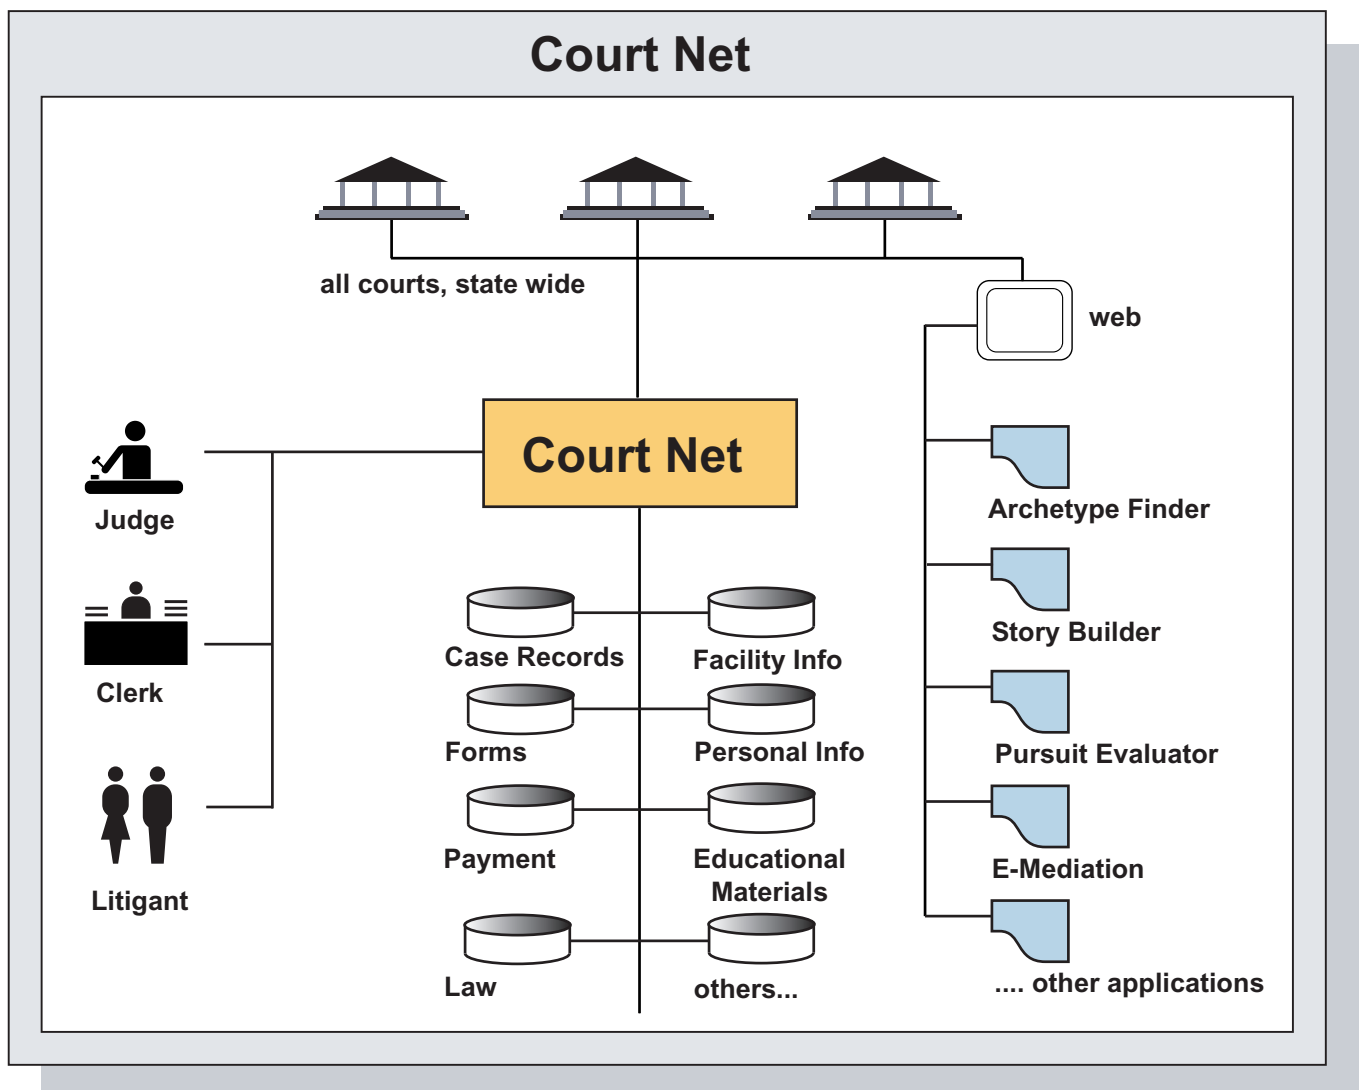 Court Net
all courts, state wide
web
Court Net
Judge
Clerk
Litigant
Case Records
Facility Info
Forms
Personal Info
Payment
Educational
Materials
Law
others...
Archetype Finder
Story Builder
Pursuit Evaluator
E-Mediation
.... other applications